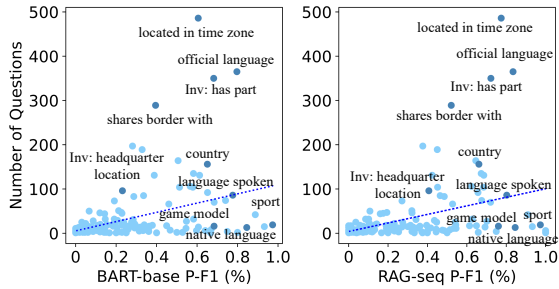 500
located in time zone
400
official language
Inv: has part
300
shares border with
200
country
Inv: headquarter
location
language spoken
100
game model
sport
native language
0
Number of Questions
0.0
0.2
0.4
0.6
0.8
1.0
BART-base P-F1 (%)
500
located in time zone
400
official language
Inv: has part
300
shares border with
200
country
Inv: headquarter
location
language spoken
100
game model
sport
native language
0
0.0
0.2
0.4
0.6
0.8
1.0
RAG-seq P-F1 (%)